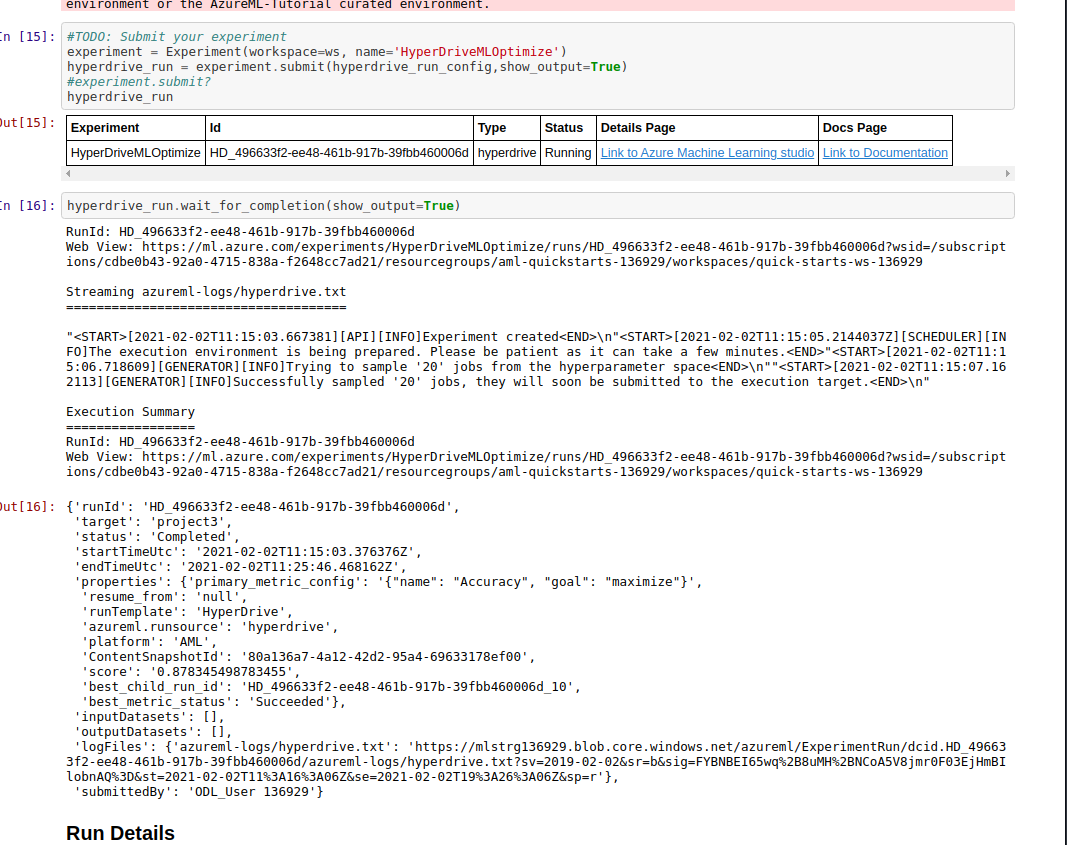 environment or the AzureML-Tutorial curated environment.
In [15]:
#TODO: Submit your experiment
experiment = Experiment(workspace=ws, name='HyperDriveMLOptimize')
hyperdrive_run = experiment.submit(hyperdrive_run_config,show_output=True)
#experiment.submit?
hyperdrive_run
Out[15]:
Experiment Id Type Status Details Page Docs Page
HyperDriveMLOptimize HD_496633f2-ee48-461b-917b-39fbb460006d hyperdrive Running Link to Azure Machine Learning studio Link to Documentation
In [16]: hyperdrive_run.wait_for_completion(show_output=True)
RunId: HD_496633f2-ee48-461b-917b-39fbb460006d
Web View: https://ml.azure.com/experiments/HyperDriveMLOptimize/runs/HD_496633f2-ee48-461b-917b-39fbb460006d?wsid=/subscript
ions/cdbe0b43-92a0-4715-838a-f2648cc7ad21/resourcegroups/aml-quickstarts-136929/workspaces/quick-starts-ws-136929
Streaming azureml-logs/hyperdrive.txt
=====================================
"<START>[2021-02-02T11:15:03.667381][API][INFO]Experiment created<END>\n"<START>[2021-02-02T11:15:05.2144037Z][SCHEDULER][IN
FO]The execution environment is being prepared. Please be patient as it can take a few minutes.<END>"<START>[2021-02-02T11:1
5:06.718609][GENERATOR][INFO]Trying to sample '20' jobs from the hyperparameter space<END>\n""<START>[2021-02-02T11:15:07.16
2113][GENERATOR][INFO]Successfully sampled '20' jobs, they will soon be submitted to the execution target.<END>\n"
Execution Summary
=================
RunId: HD_496633f2-ee48-461b-917b-39fbb460006d
Web View: https://ml.azure.com/experiments/HyperDriveMLOptimize/runs/HD_496633f2-ee48-461b-917b-39fbb460006d?wsid=/subscript
ions/cdbe0b43-92a0-4715-838a-f2648cc7ad21/resourcegroups/aml-quickstarts-136929/workspaces/quick-starts-ws-136929
Out[16]: {'runId': 'HD_496633f2-ee48-461b-917b-39fbb460006d',
'target': 'project3',
'status': 'Completed',
'startTimeUtc': '2021-02-02T11:15:03.376376Z',
'endTimeUtc': '2021-02-02T11:25:46.468162Z',
'properties': {'primary_metric_config': '{"name": "Accuracy", "goal": "maximize"}',
'resume_from': 'null',
'runTemplate': 'HyperDrive',
'azureml.runsource': 'hyperdrive',
'platform': 'AML',
'ContentSnapshotId': '80a136a7-4a12-42d2-95a4-69633178ef00',
'score': '0.878345498783455',
'best_child_run_id': 'HD_496633f2-ee48-461b-917b-39fbb460006d_10',
'best_metric_status': 'Succeeded'},
'inputDatasets': [],
'outputDatasets': [],
'logFiles': {'azureml-logs/hyperdrive.txt': 'https://mlstrg136929.blob.core.windows.net/azureml/ExperimentRun/dcid.HD_49663
3f2-ee48-461b-917b-39fbb460006d/azureml-logs/hyperdrive.txt?sv=2019-02-02&sr=b&sig=FYBNBEI65wq%2B8uMH%2BNCoA5V8jmr0F03EjHmBI
lobnAQ%3D&st=2021-02-02T11%3A16%3A06Z&se=2021-02-02T19%3A26%3A06Z&sp=r'},
'submittedBy': 'ODL_User 136929'}
Run Details